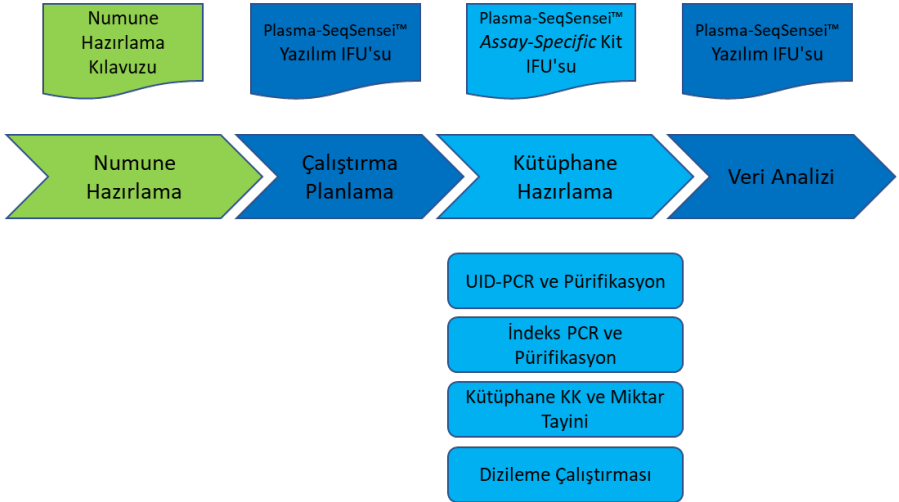 Numune
Hazırlama
Kılavuzu
Plasma-SeqSensei™
Yazılım IFU'su
Plasma-SeqSensei™
Assay-Specific Kit
IFU'su
Plasma-SeqSensei™
Yazılım IFU'su
Numune
Hazırlama
Çalıştırma
Planlama
Kütüphane
Hazırlama
Veri Analizi
UID-PCR ve Pürifikasyon
İndeks PCR ve
Pürifikasyon
Kütüphane KK ve Miktar
Tayini
Dizileme Çalıştırması